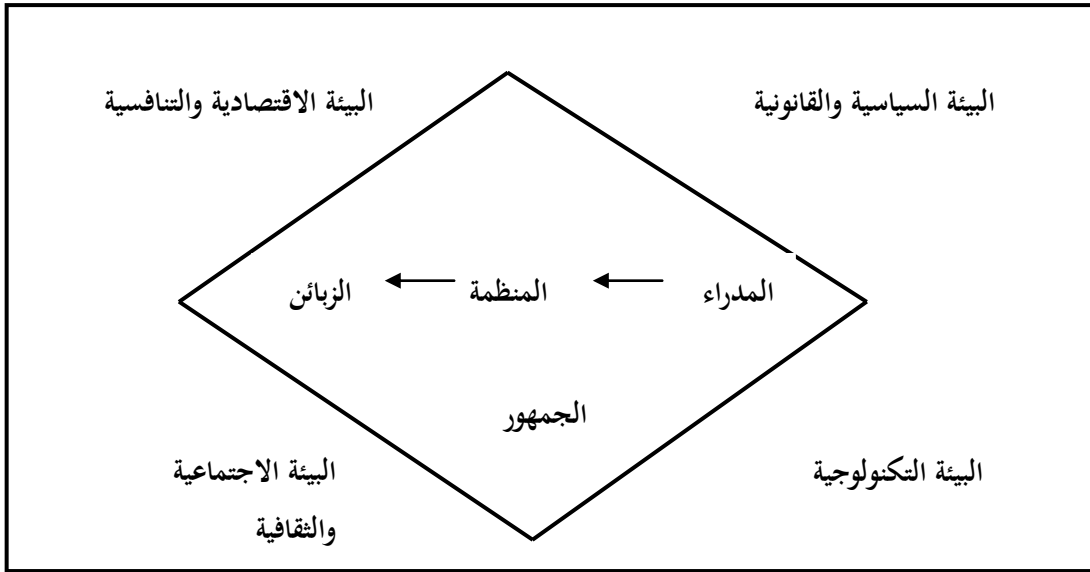 البيئة السياسية والقانونية
البيئة الاقتصادية والتنافسية
المدراء
المنظمة
الزبائن
الجمهور
البيئة التكنولوجية
البيئة الاجتماعية
والثقافية